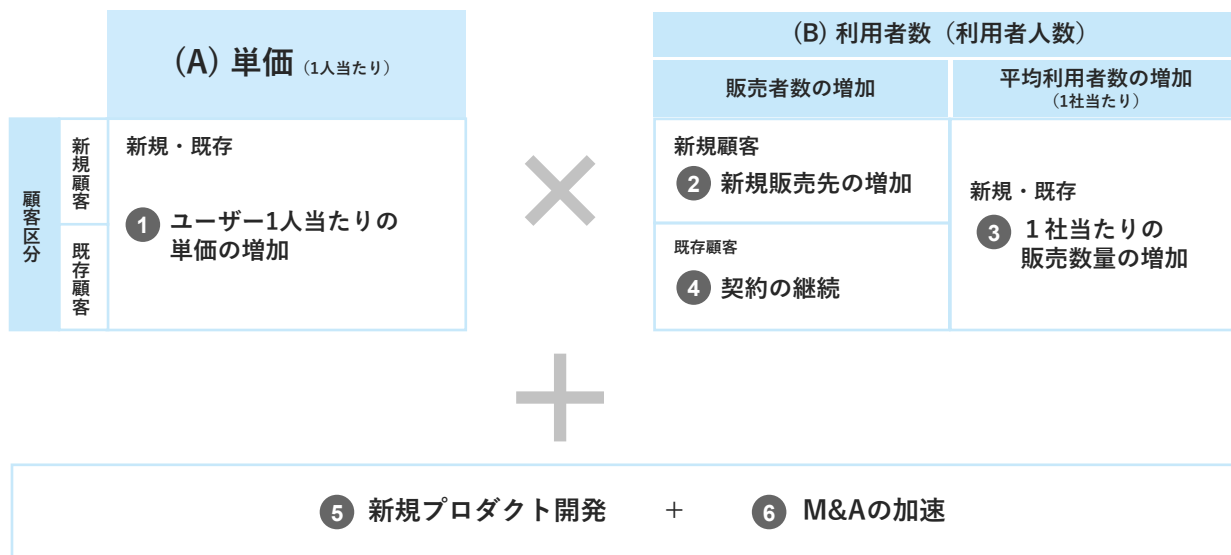 (A) 単価（1人当たり）
(B) 利用者数（利用者人数）
販売者数の増加
平均利用者数の増加
（1社当たり）
顧客区分
新規顧客
既存顧客
新規・既存
1 ユーザー1人当たりの
単価の増加
×
新規顧客
2 新規販売先の増加
既存顧客
4 契約の継続
新規・既存
3 １社当たりの
販売数量の増加
+
5 新規プロダクト開発 + 6 M&Aの加速